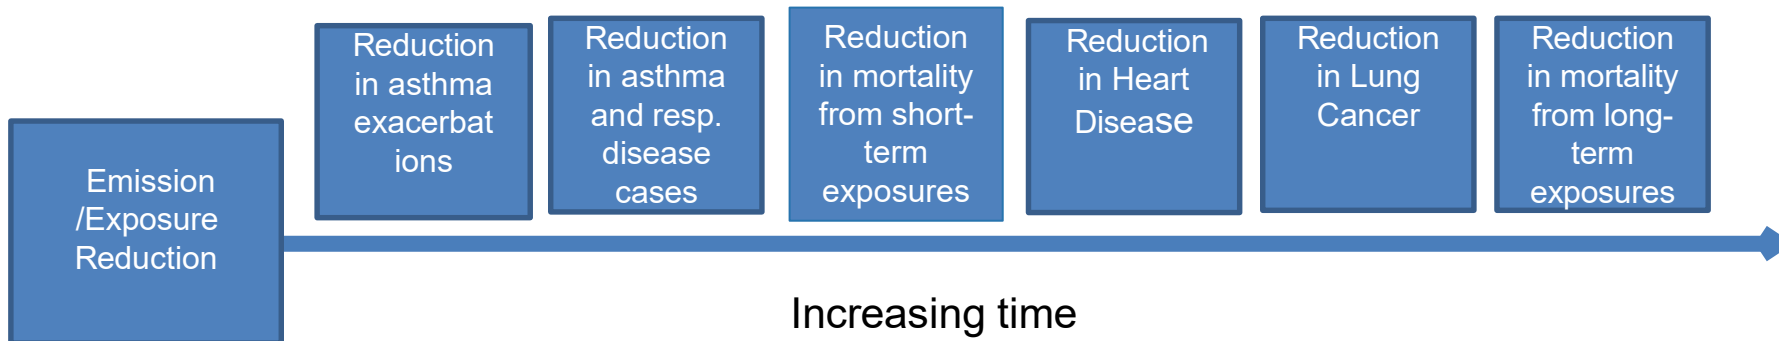 Emission
/Exposure
Reduction
Reduction
in asthma
exacerbat
ions
Reduction
in asthma
and resp.
disease
cases
Reduction
in mortality
from short-
term
exposures
Reduction
in Heart
Disease
Reduction
in Lung
Cancer
Reduction
in mortality
from long-
term
exposures
Increasing time